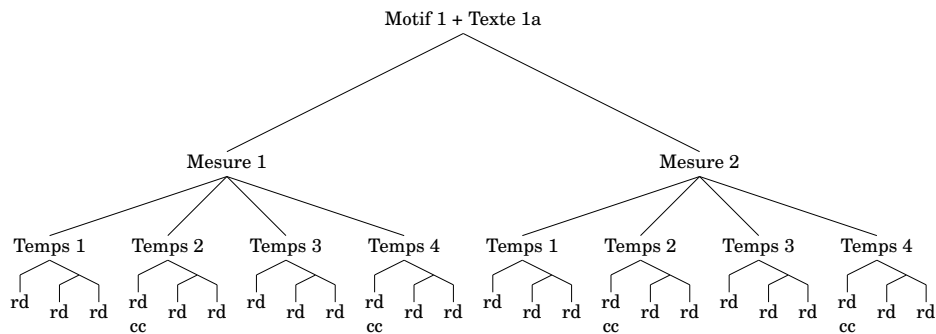 Motif 1 + Texte 1a
Mesure 1 Mesure 2
Temps 1 Temps 2 Temps 3 Temps 4 Temps 1 Temps 2 Temps 3 Temps 4
rd rd rd rd rd rd rd rd
rd rd rd rd rd rd rd rd rd rd rd rd rd rd rd rd
cc cc cc cc